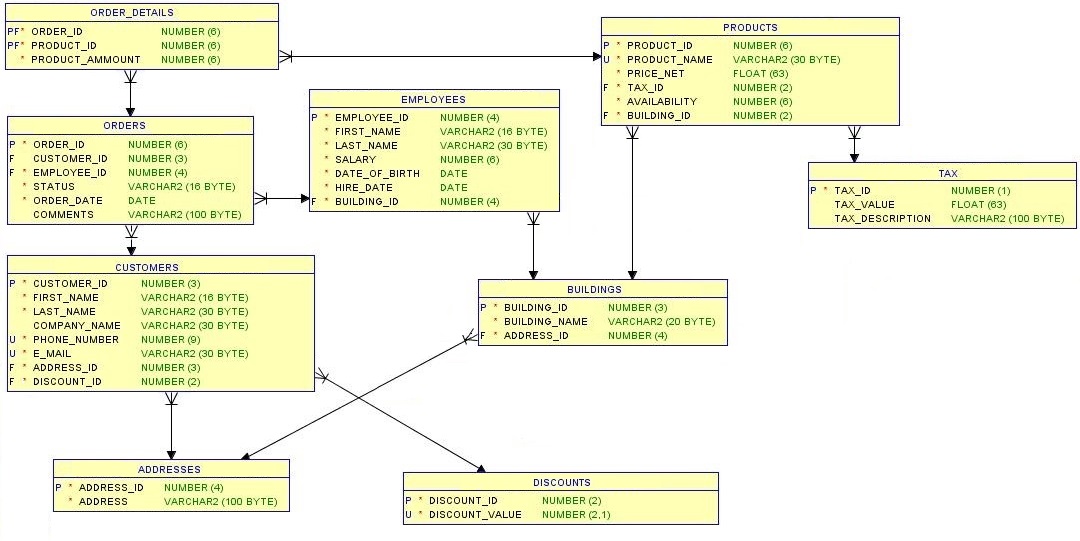 ORDER_DETAILS
PF* ORDER_ID NUMBER (6)
PF* PRODUCT_ID NUMBER (6)
* PRODUCT_AMMOUNT NUMBER (6)
PRODUCTS
P * PRODUCT_ID NUMBER (6)
U * PRODUCT_NAME VARCHAR2 (30 BYTE)
* PRICE_NET FLOAT (63)
F * TAX_ID NUMBER (2)
* AVAILABILITY NUMBER (6)
F * BUILDING_ID NUMBER (2)
EMPLOYEES
P * EMPLOYEE_ID NUMBER (4)
* FIRST_NAME VARCHAR2 (16 BYTE)
* LAST_NAME VARCHAR2 (30 BYTE)
* SALARY NUMBER (6)
* DATE_OF_BIRTH DATE
* HIRE_DATE DATE
F * BUILDING_ID NUMBER (4)
ORDERS
P * ORDER_ID NUMBER (6)
F CUSTOMER_ID NUMBER (3)
F * EMPLOYEE_ID NUMBER (4)
* STATUS VARCHAR2 (16 BYTE)
* ORDER_DATE DATE
COMMENTS VARCHAR2 (100 BYTE)
TAX
P * TAX_ID NUMBER (1)
TAX_VALUE FLOAT (63)
TAX_DESCRIPTION VARCHAR2 (100 BYTE)
CUSTOMERS
P * CUSTOMER_ID NUMBER (3)
* FIRST_NAME VARCHAR2 (16 BYTE)
* LAST_NAME VARCHAR2 (30 BYTE)
COMPANY_NAME VARCHAR2 (30 BYTE)
U * PHONE_NUMBER NUMBER (9)
U * E_MAIL VARCHAR2 (30 BYTE)
F * ADDRESS_ID NUMBER (3)
F * DISCOUNT_ID NUMBER (2)
BUILDINGS
P * BUILDING_ID NUMBER (3)
* BUILDING_NAME VARCHAR2 (20 BYTE)
F * ADDRESS_ID NUMBER (4)
ADDRESSES
P * ADDRESS_ID NUMBER (4)
* ADDRESS VARCHAR2 (100 BYTE)
DISCOUNTS
P * DISCOUNT_ID NUMBER (2)
U * DISCOUNT_VALUE NUMBER (2,1)